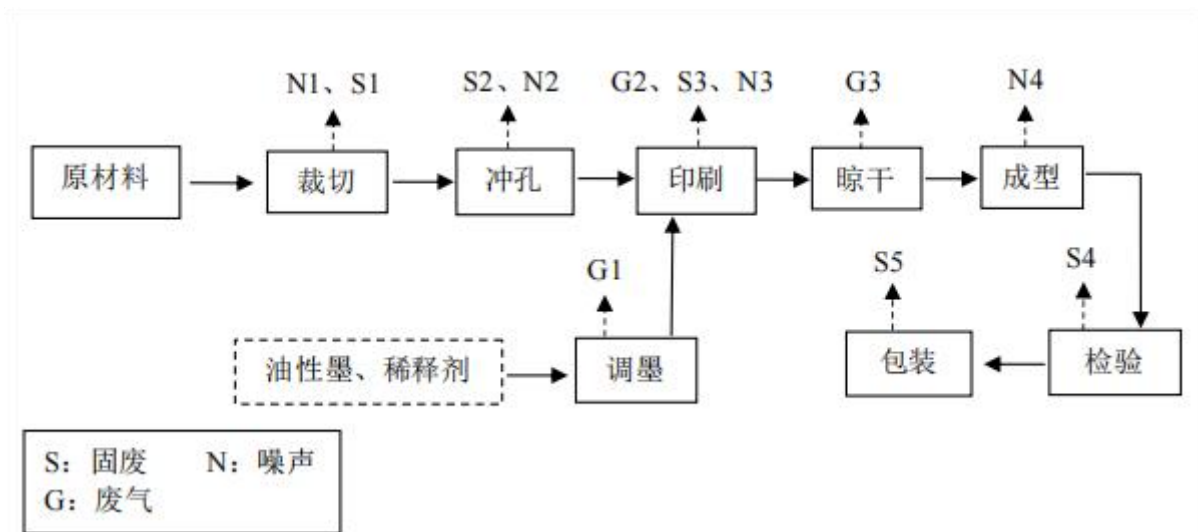 N1、S1 S2、N2 G2、S3、N3 G3 N4
原材料 裁切 冲孔 印刷 晾干 成型
G1 S5 S4
油性墨、稀释剂 调墨 包装 检验
S：固废 N：噪声
G：废气